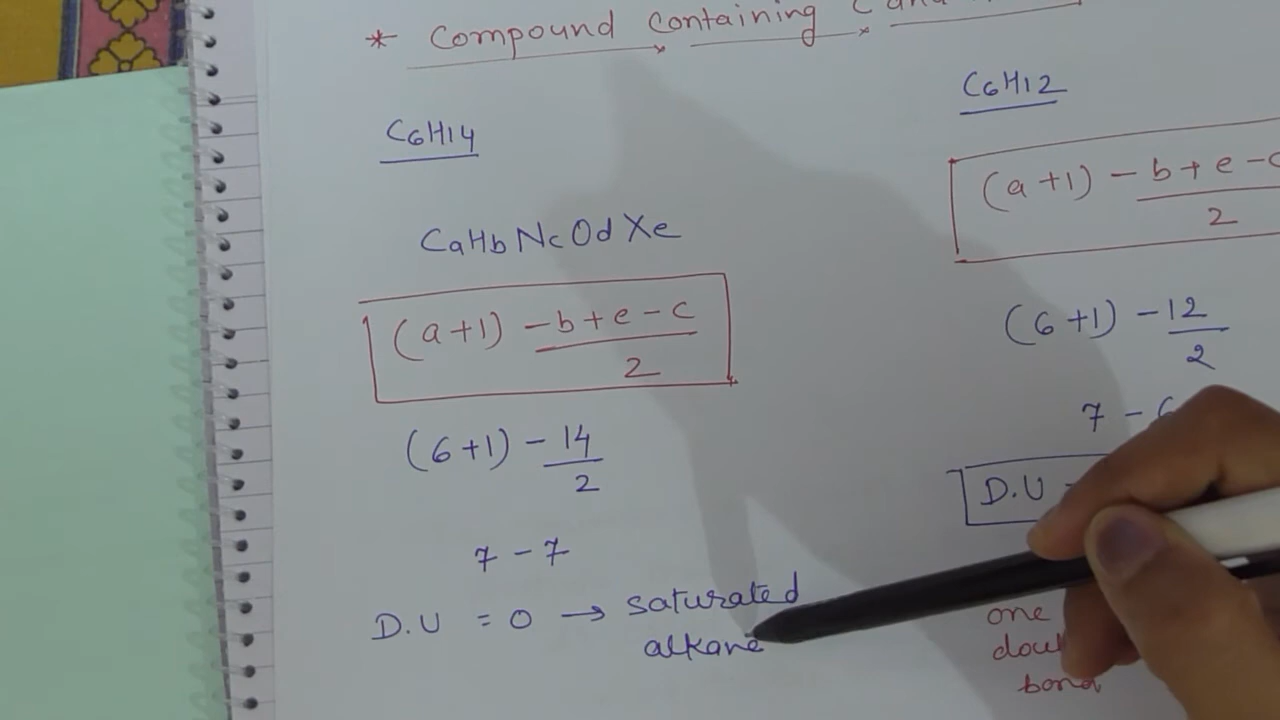 * Compound Containing C
C6H14
CaHbNcOdXe
(a+1) - b+e-c
2
(6+1) - 14
2
7 - 7
D.U = 0 → saturated
alkane
C6H12
(a+1) - b+e-c
2
(6+1) - 12
2
7 - 6
D.U
one
bond